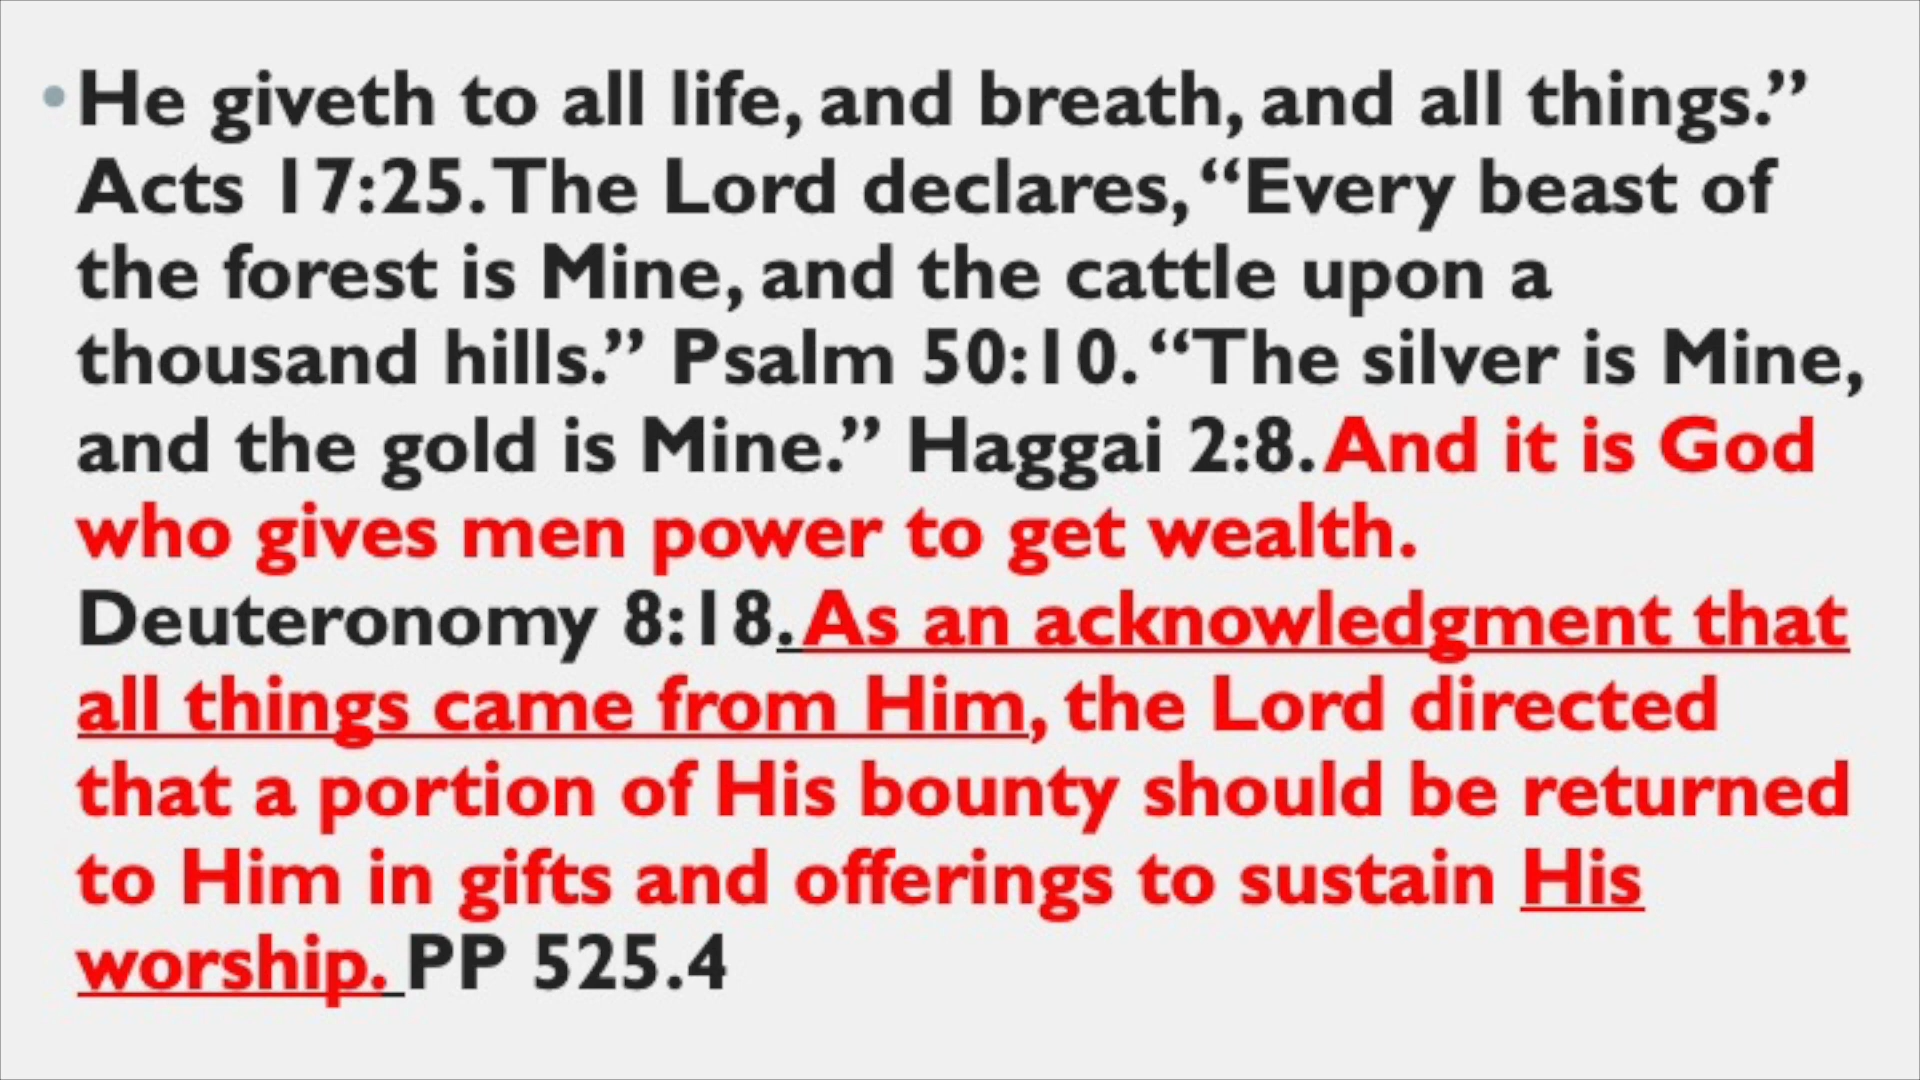 • He giveth to all life, and breath, and all things.”
Acts 17:25. The Lord declares, “Every beast of
the forest is Mine, and the cattle upon a
thousand hills.” Psalm 50:10. “The silver is Mine,
and the gold is Mine.” Haggai 2:8. And it is God
who gives men power to get wealth.
Deuteronomy 8:18. As an acknowledgment that
all things came from Him, the Lord directed
that a portion of His bounty should be returned
to Him in gifts and offerings to sustain His
worship. PP 525.4